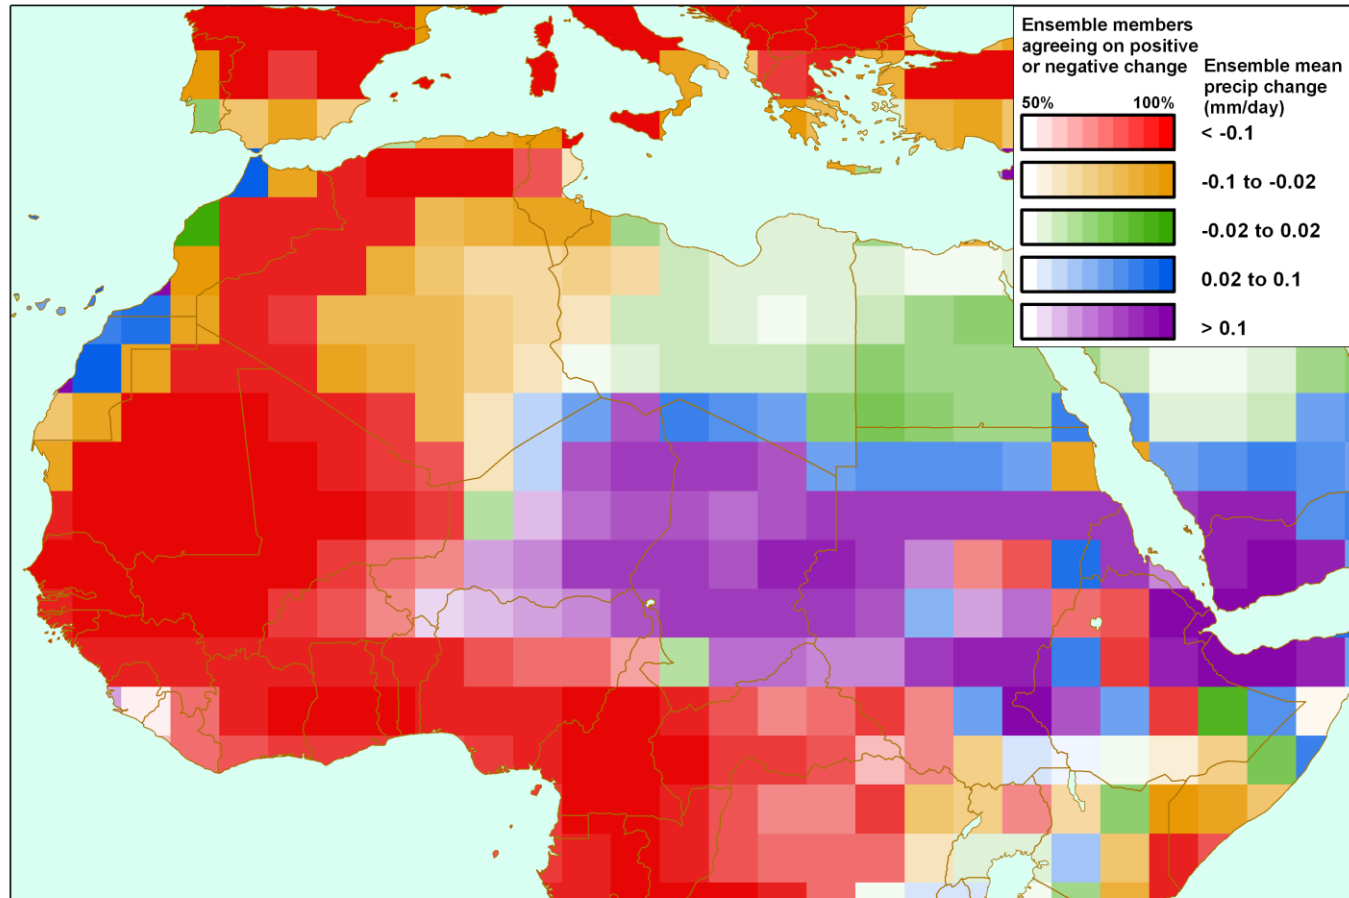 Ensemble members
agreeing on positive
or negative change
Ensemble mean
precip change
(mm/day)
50% 100%
< -0.1
-0.1 to -0.02
-0.02 to 0.02
0.02 to 0.1
> 0.1